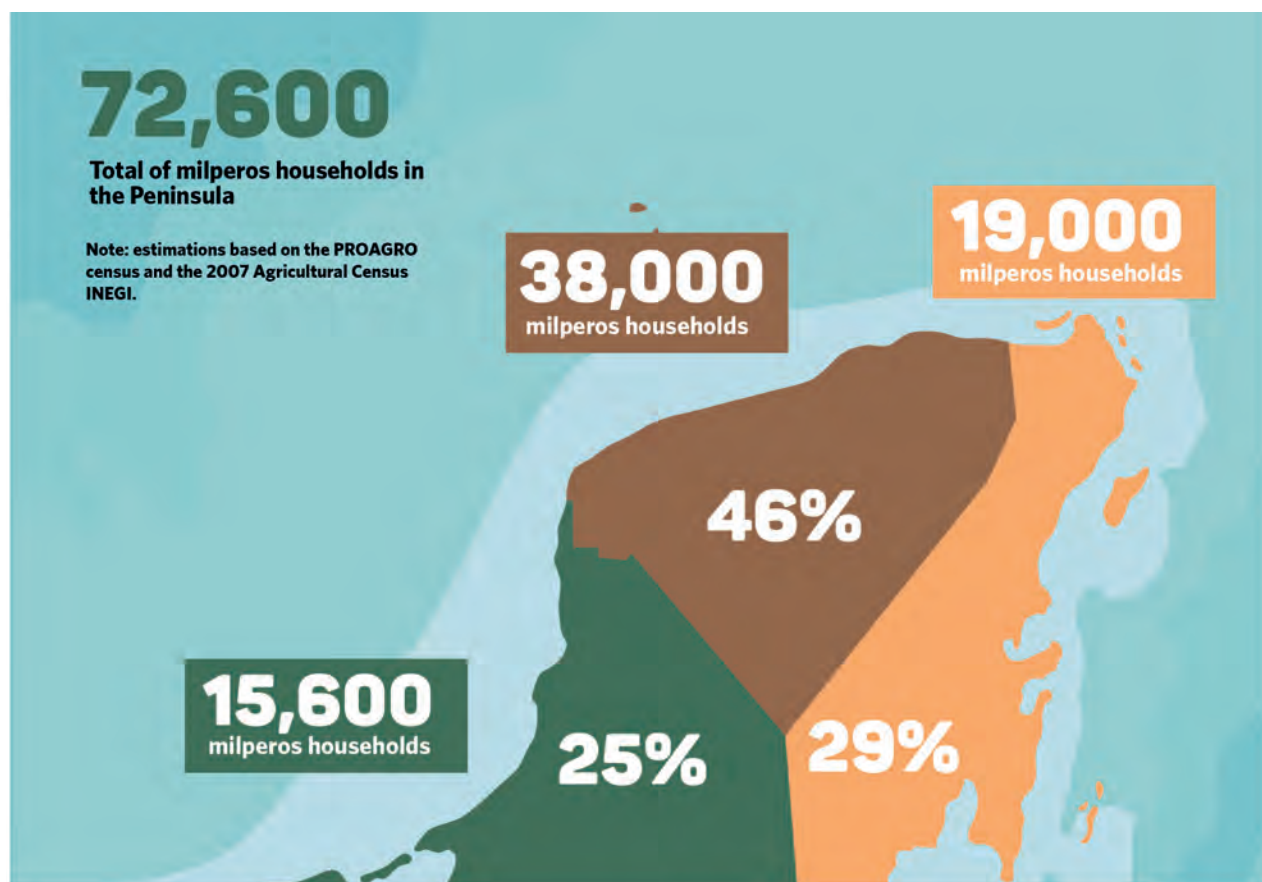 72,600
Total of milperos households in
the Peninsula
Note: estimations based on the PROAGRO
census and the 2007 Agricultural Census
INEGI.
38,000
milperos households
19,000
milperos households
46%
15,600
milperos households
25%
29%